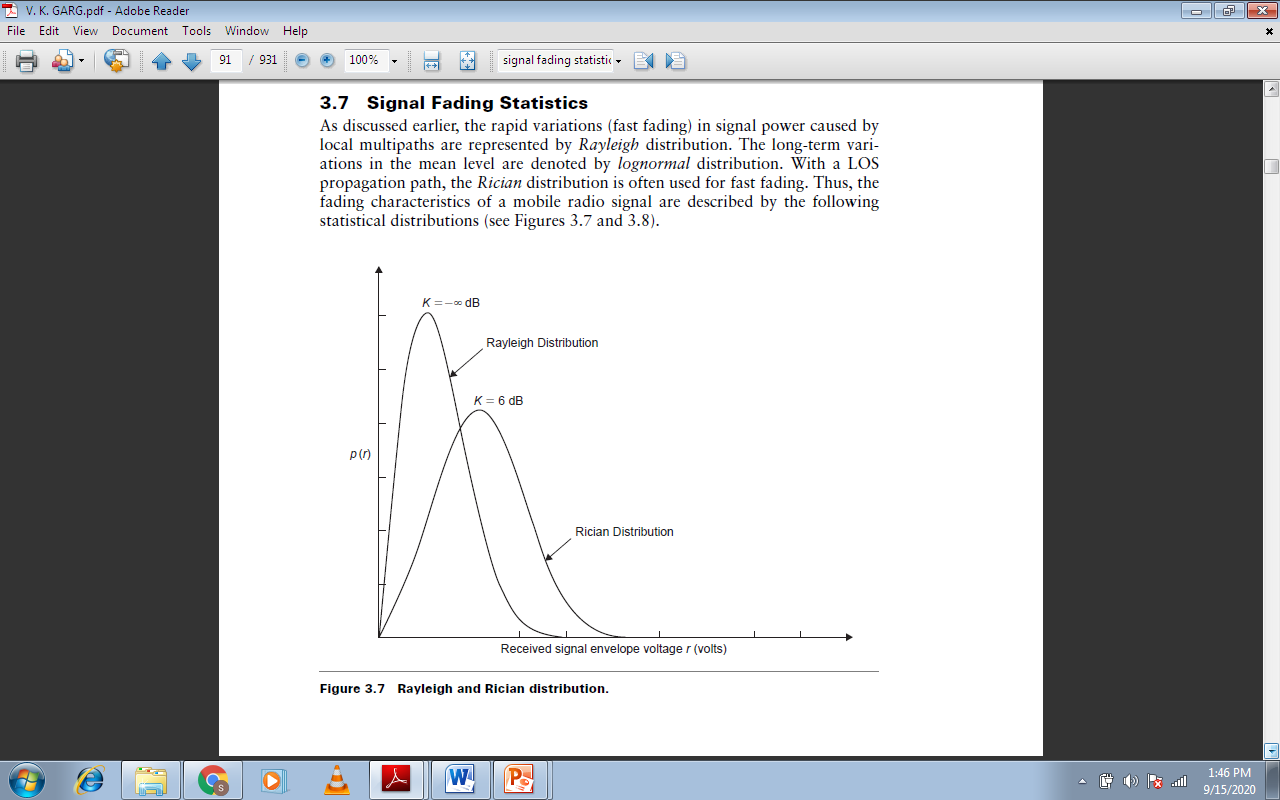 V. K. GARG.pdf - Adobe Reader
File Edit View Document Tools Window Help
91 / 931 100% signal fading statistic
3.7 Signal Fading Statistics
As discussed earlier, the rapid variations (fast fading) in signal power caused by
local multipaths are represented by Rayleigh distribution. The long-term vari-
ations in the mean level are denoted by lognormal distribution. With a LOS
propagation path, the Rician distribution is often used for fast fading. Thus, the
fading characteristics of a mobile radio signal are described by the following
statistical distributions (see Figures 3.7 and 3.8).
K = −∞ dB
Rayleigh Distribution
K = 6 dB
p (r)
Rician Distribution
Received signal envelope voltage r (volts)
Figure 3.7 Rayleigh and Rician distribution.
S
1:46 PM
9/15/2020